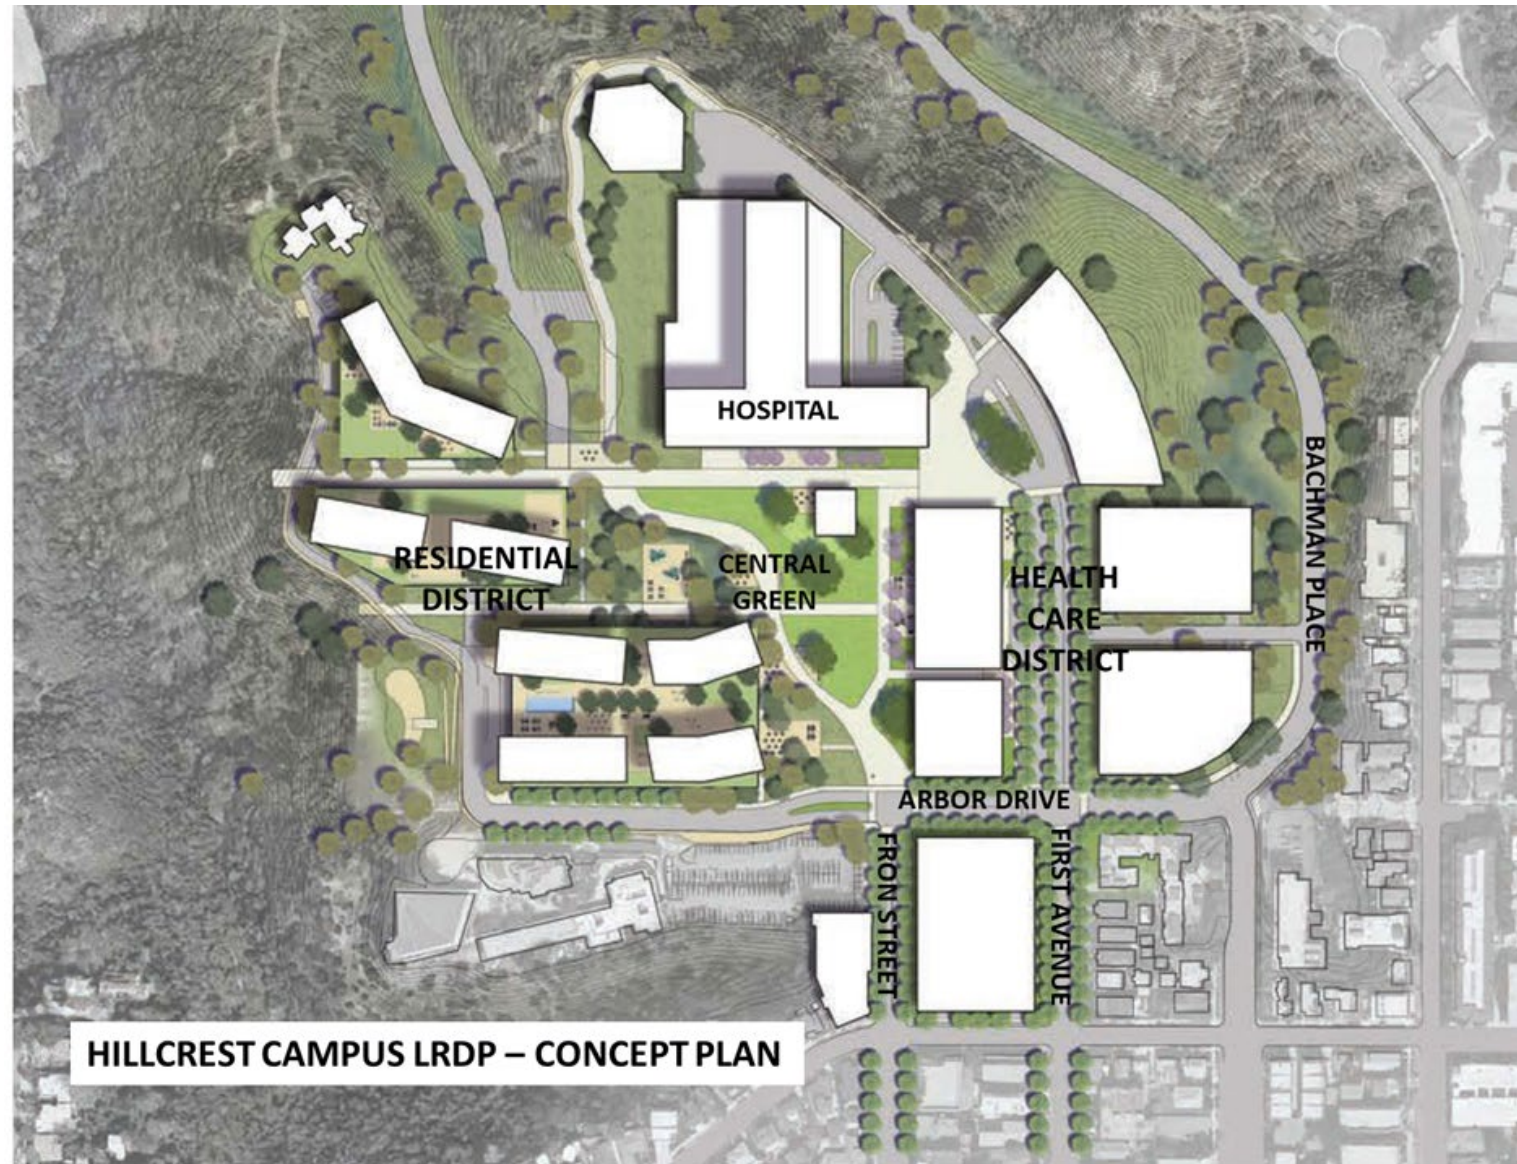 HOSPITAL
BACHMAN PLACE
RESIDENTIAL
DISTRICT
CENTRAL
GREEN
HEALTH
CARE
DISTRICT
ARBOR DRIVE
FRON STREET
FIRST AVENUE
HILLCREST CAMPUS LRDP – CONCEPT PLAN